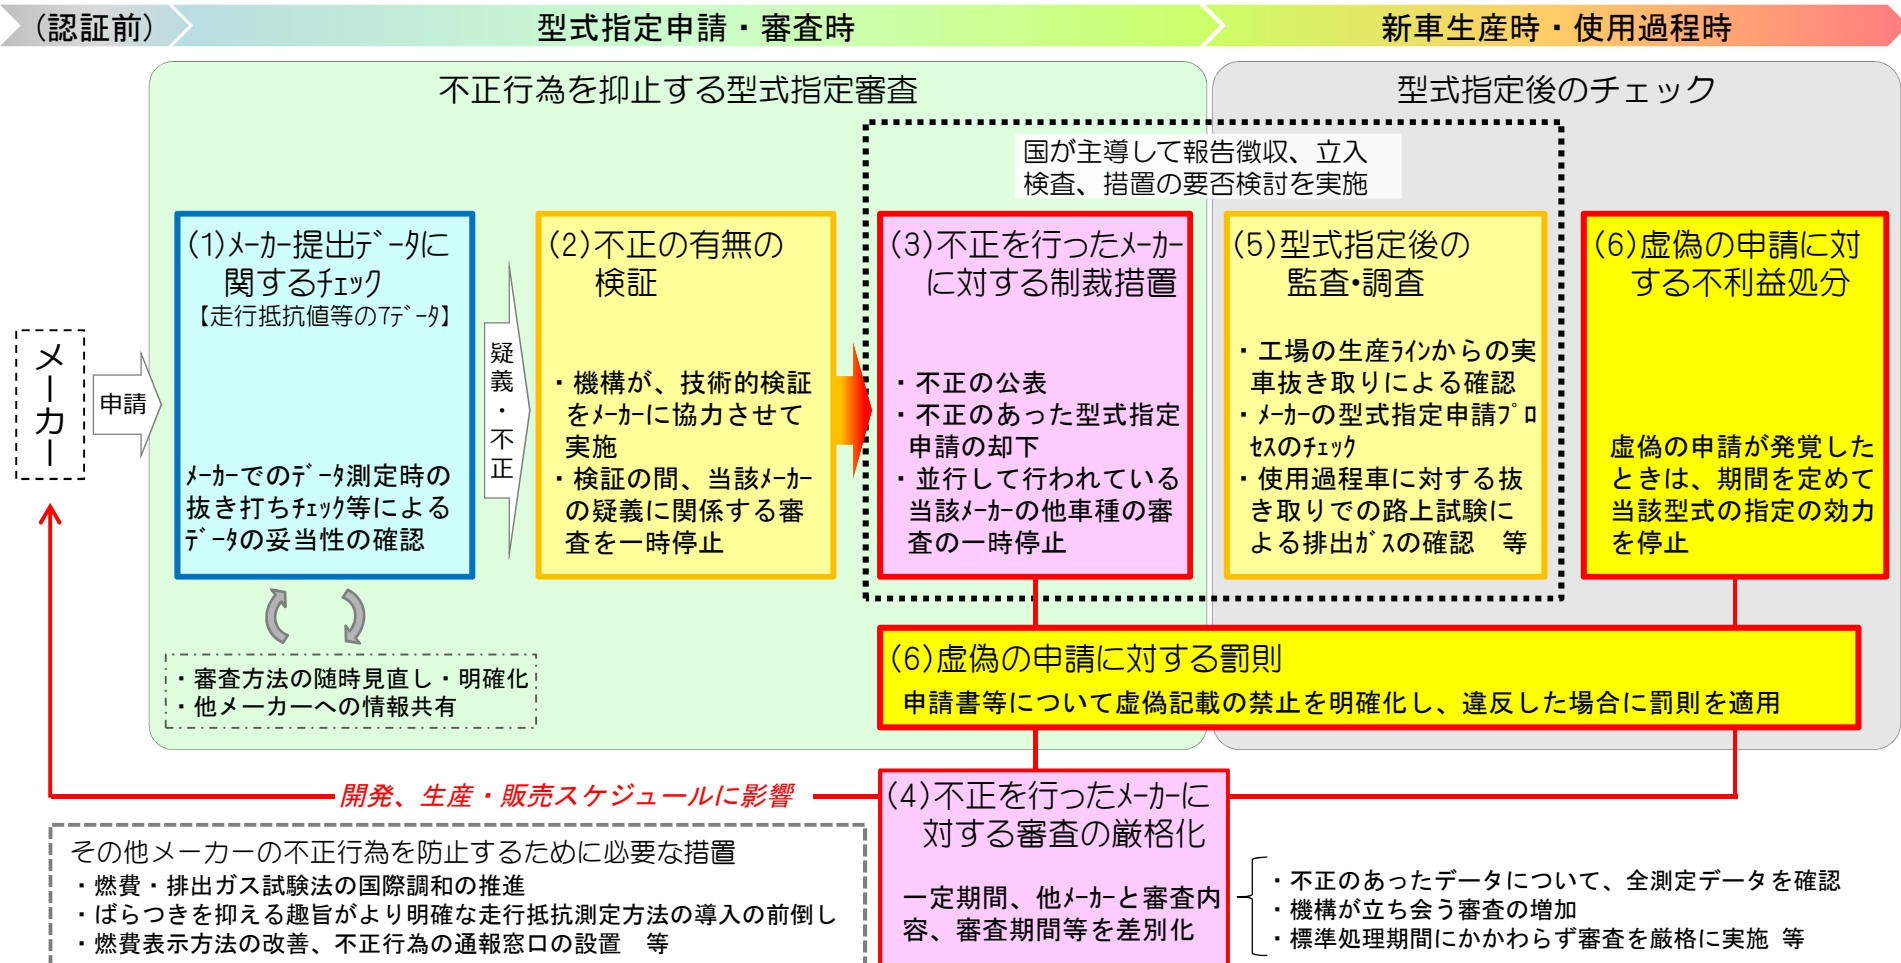 (認証前)
型式指定申請・審査時
新車生産時・使用過程時
不正行為を抑止する型式指定審査
型式指定後のチェック
国が主導して報告徴収、立入
検査、措置の要否検討を実施
メーカー
申請
(1)ﾒｰｶｰ提出ﾃﾞｰﾀに
関するﾁｪｯｸ
【走行抵抗値等の7ﾃﾞｰﾀ】
ﾒｰｶｰでのﾃﾞｰﾀ測定時の
抜き打ちﾁｪｯｸ等による
ﾃﾞｰﾀの妥当性の確認
疑義・不正
(2)不正の有無の
検証
・機構が、技術的検証
をﾒｰｶｰに協力させて
実施
・検証の間、当該ﾒｰｶｰ
の疑義に関係する審
査を一時停止
(3)不正を行ったﾒｰｶｰ
に対する制裁措置
・不正の公表
・不正のあった型式指定
申請の却下
・並行して行われている
当該ﾒｰｶｰの他車種の審
査の一時停止
(5)型式指定後の
監査・調査
・工場の生産ﾗｲﾝからの実
車抜き取りによる確認
・ﾒｰｶｰの型式指定申請ﾌﾟﾛ
ｾｽのﾁｪｯｸ
・使用過程車に対する抜
き取りでの路上試験に
よる排出ｶﾞｽの確認　等
(6)虚偽の申請に対
する不利益処分
虚偽の申請が発覚した
ときは、期間を定めて
当該型式の指定の効力
を停止
・審査方法の随時見直し・明確化
・他メーカーへの情報共有
(6)虚偽の申請に対する罰則
申請書等について虚偽記載の禁止を明確化し、違反した場合に罰則を適用
開発、生産・販売スケジュールに影響
(4)不正を行ったﾒｰｶｰに
対する審査の厳格化
一定期間、他ﾒｰｶｰと審査内
容、審査期間等を差別化
・不正のあったデータについて、全測定データを確認
・機構が立ち会う審査の増加
・標準処理期間にかかわらず審査を厳格に実施 等
その他メーカーの不正行為を防止するために必要な措置
・燃費・排出ガス試験法の国際調和の推進
・ばらつきを抑える趣旨がより明確な走行抵抗測定方法の導入の前倒し
・燃費表示方法の改善、不正行為の通報窓口の設置　等